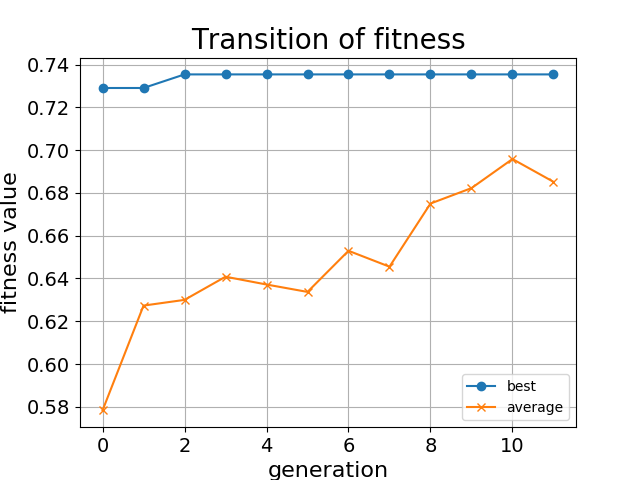 Transition of fitness
0.74
0.72
0.70
0.68
0.66
0.64
0.62
0.60
0.58
fitness value
best
average
0 2 4 6 8 10
generation